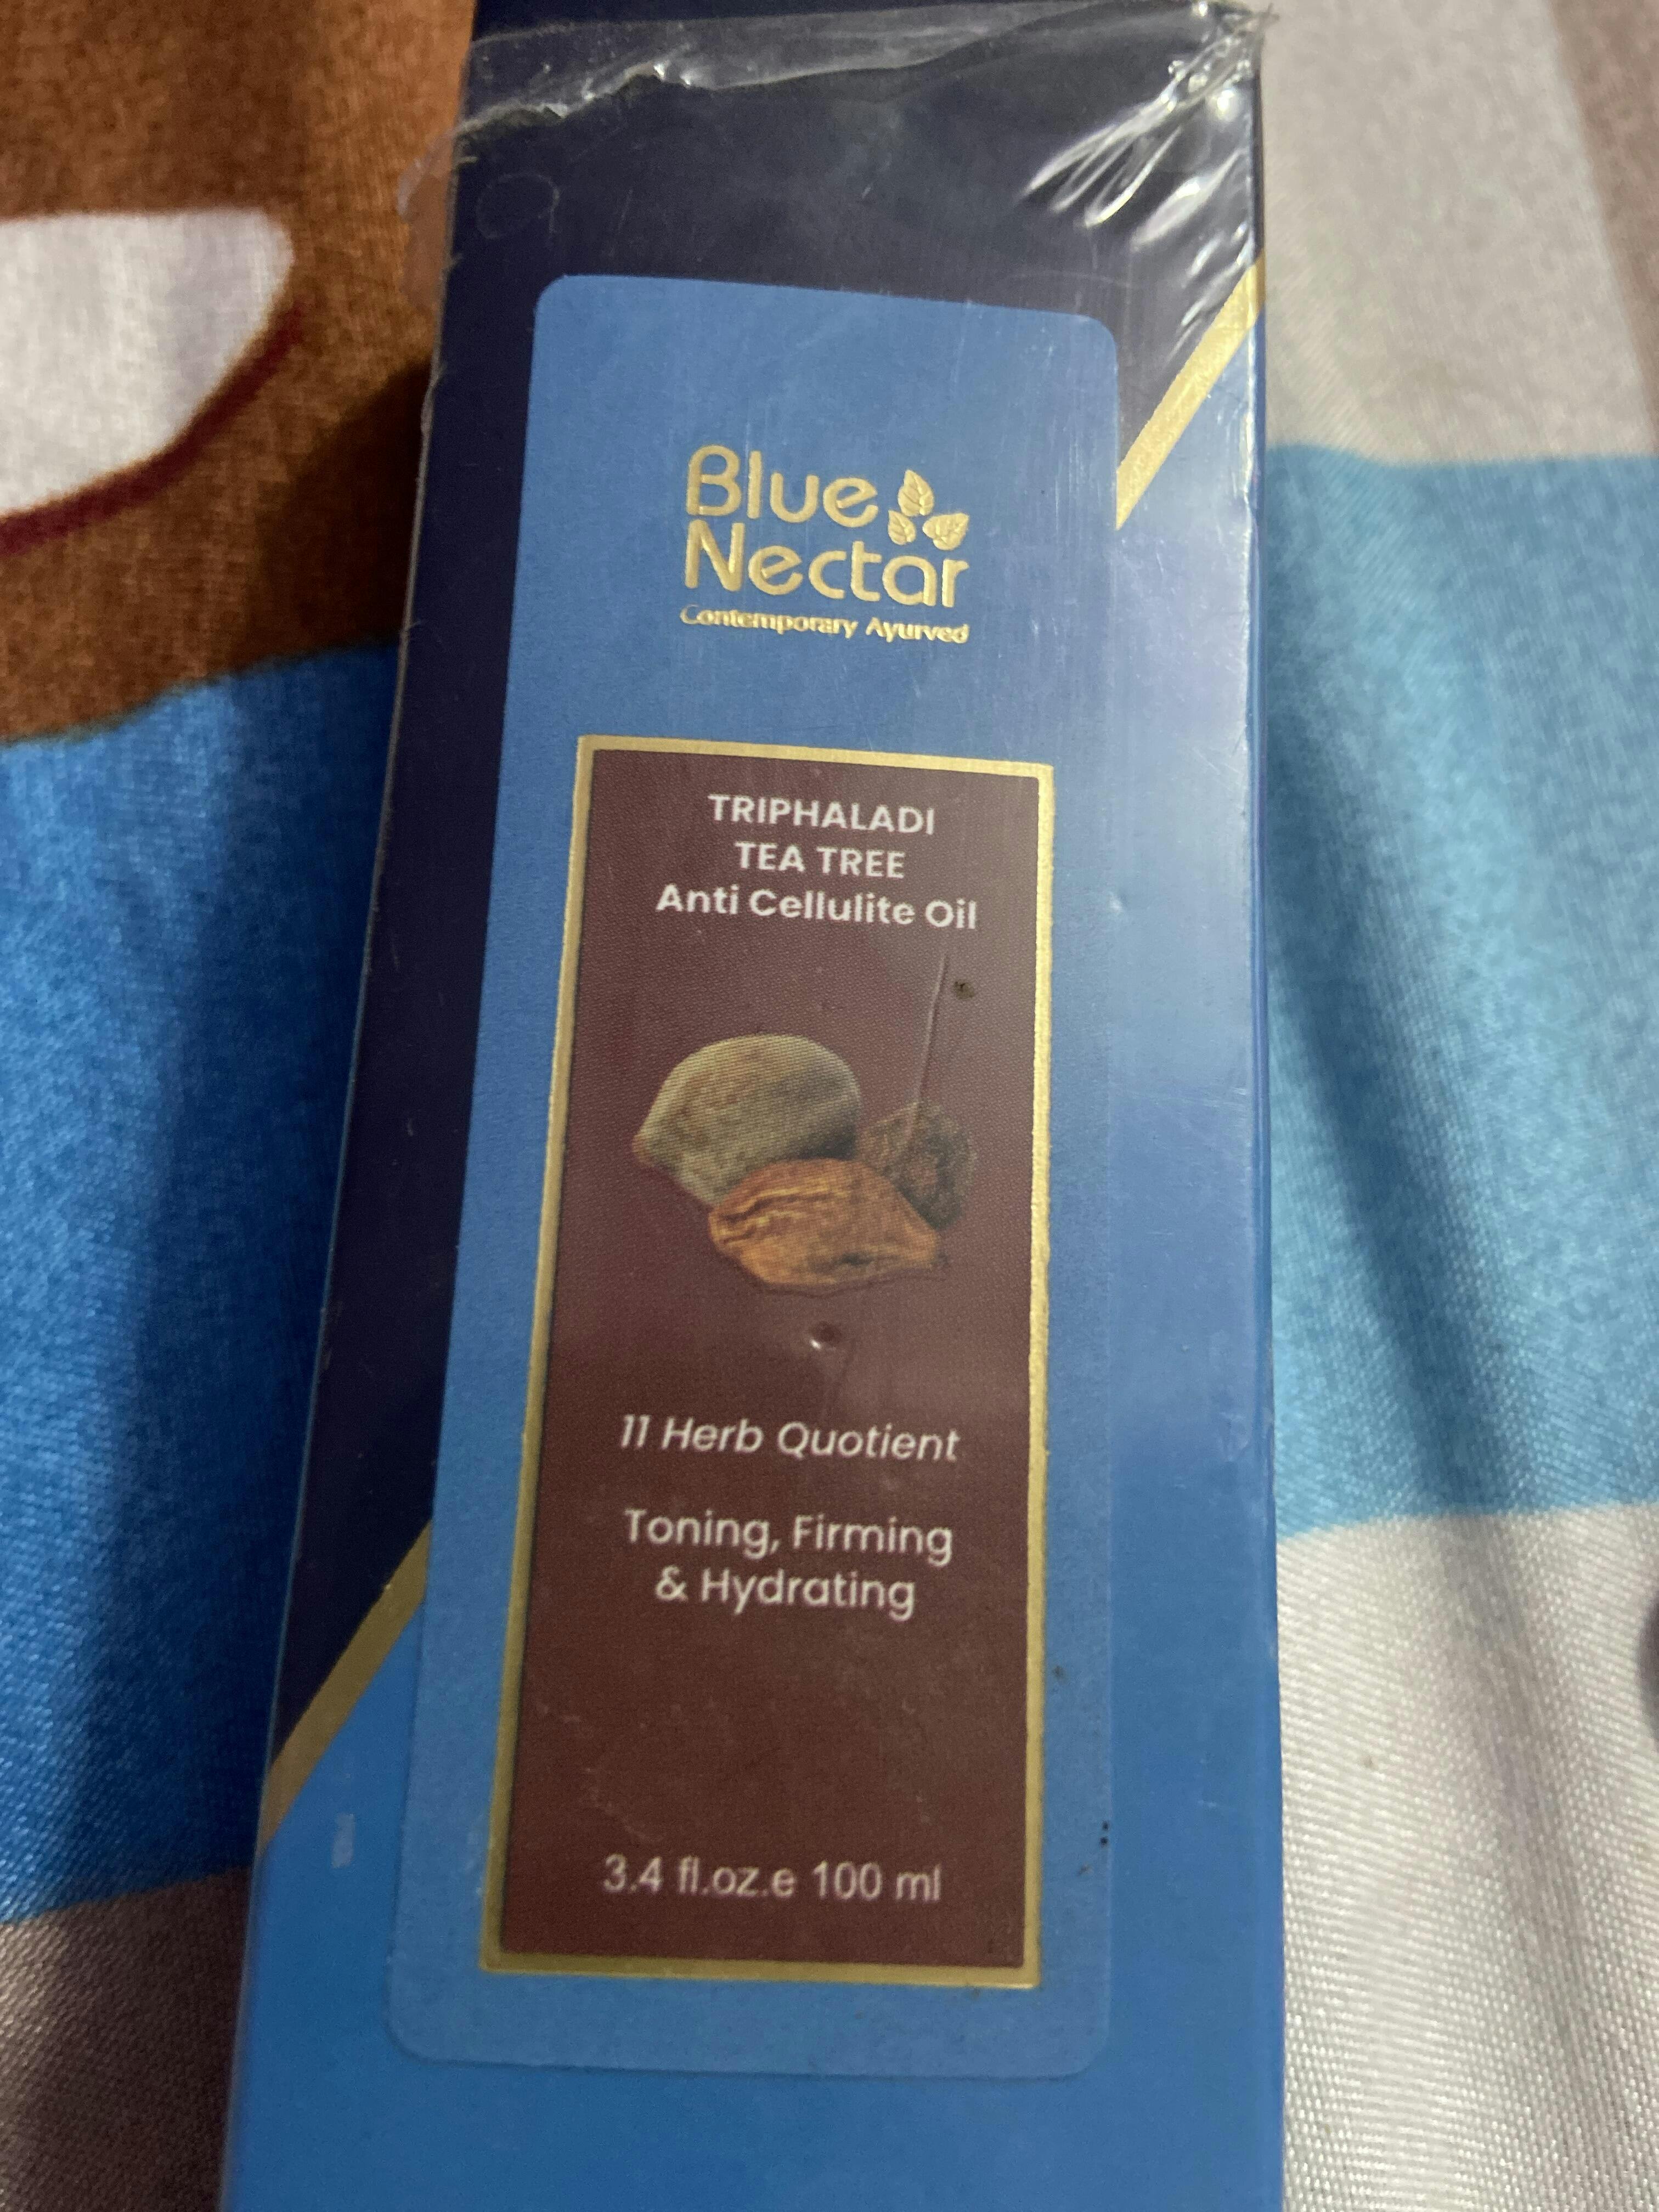 Blue
Nectar
Contemporary Ayurved
TRIPHALADI
TEA TREE
Anti Cellulite Oil
11 Herb Quotient
Toning, Firming
& Hydrating
3.4 fl.oz.e 100 ml